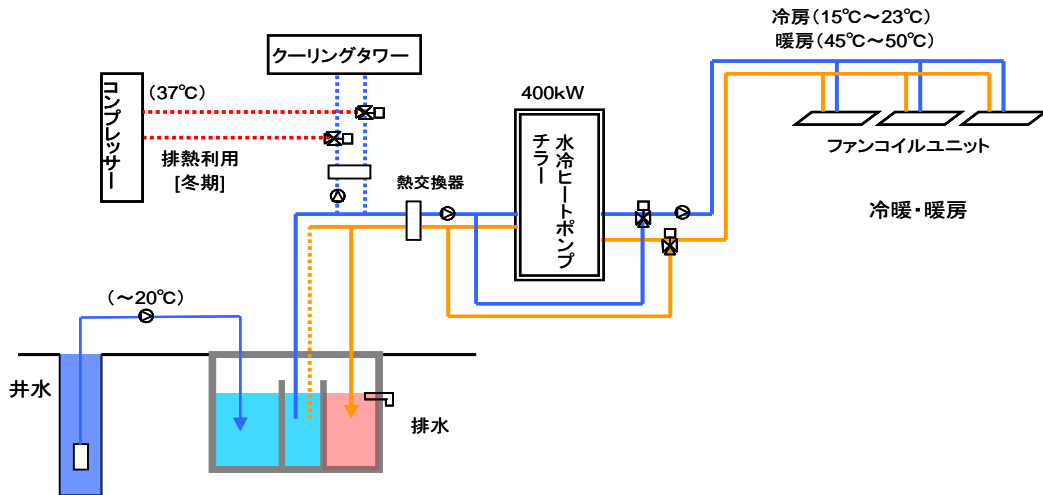 冷房(15℃～23℃)
暖房(45℃～50℃)
クーリングタワー
コンプレッサー
(37℃)
400kW
水冷ヒートポンプ
チラー
ファンコイルユニット
排熱利用
[冬期]
熱交換器
冷暖・暖房
(～20℃)
井水
排水